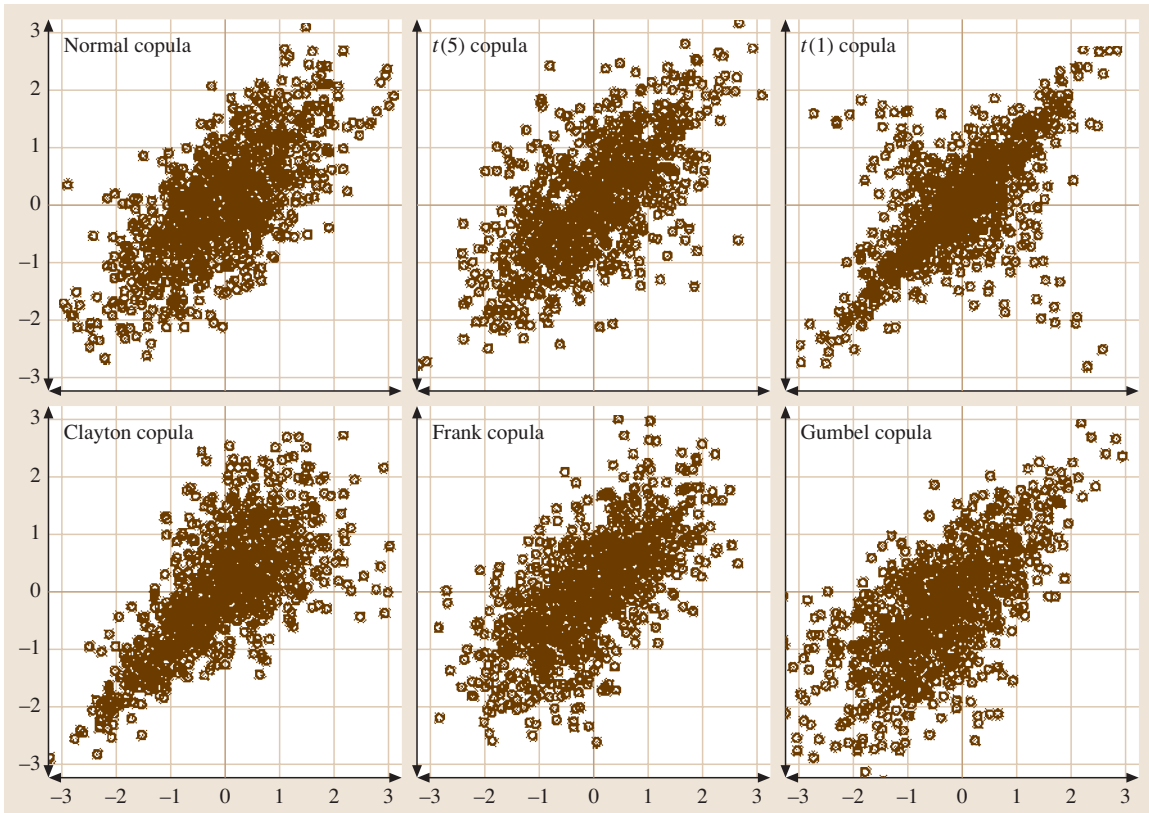 3
Normal copula
t(5) copula
t(1) copula
2
1
0
–1
–2
–3
3
Clayton copula
Frank copula
Gumbel copula
2
1
0
–1
–2
–3
–3 –2 –1 0 1 2 3
–3 –2 –1 0 1 2 3
–3 –2 –1 0 1 2 3